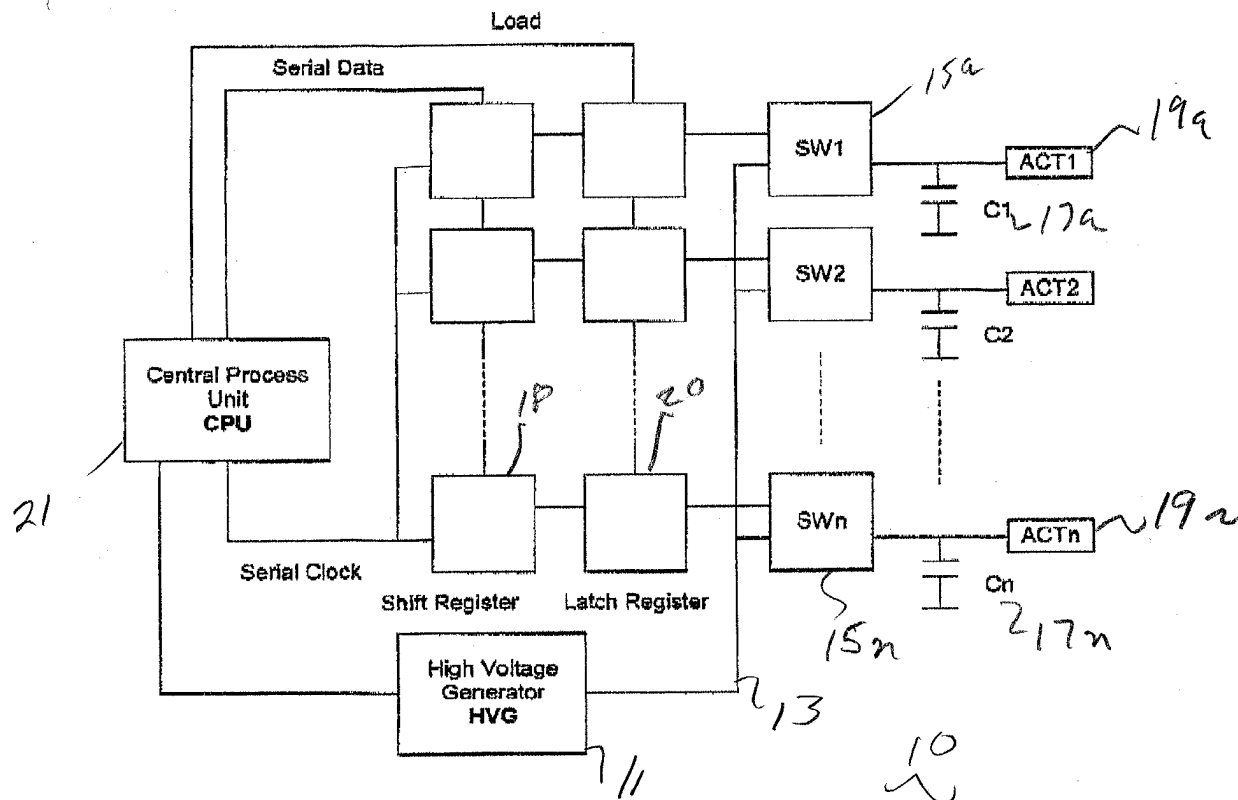 Load
Serial Data
15a
SW1
ACT1
19a
C1
17a
SW2
ACT2
C2
Central Process
Unit
CPU
18
20
21
SWn
ACTn
19n
Serial Clock
Cn
17n
Shift Register
Latch Register
15n
High Voltage
Generator
HVG
13
11
10